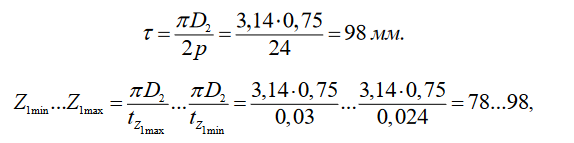 τ = πD₂/2p = 3,14·0,75/24 = 98 мм.
Z₁min...Z₁max = πD₂/t_Z₁max ... πD₂/t_Z₁min = 3,14·0,75/0,03 ... 3,14·0,75/0,024 = 78...98,